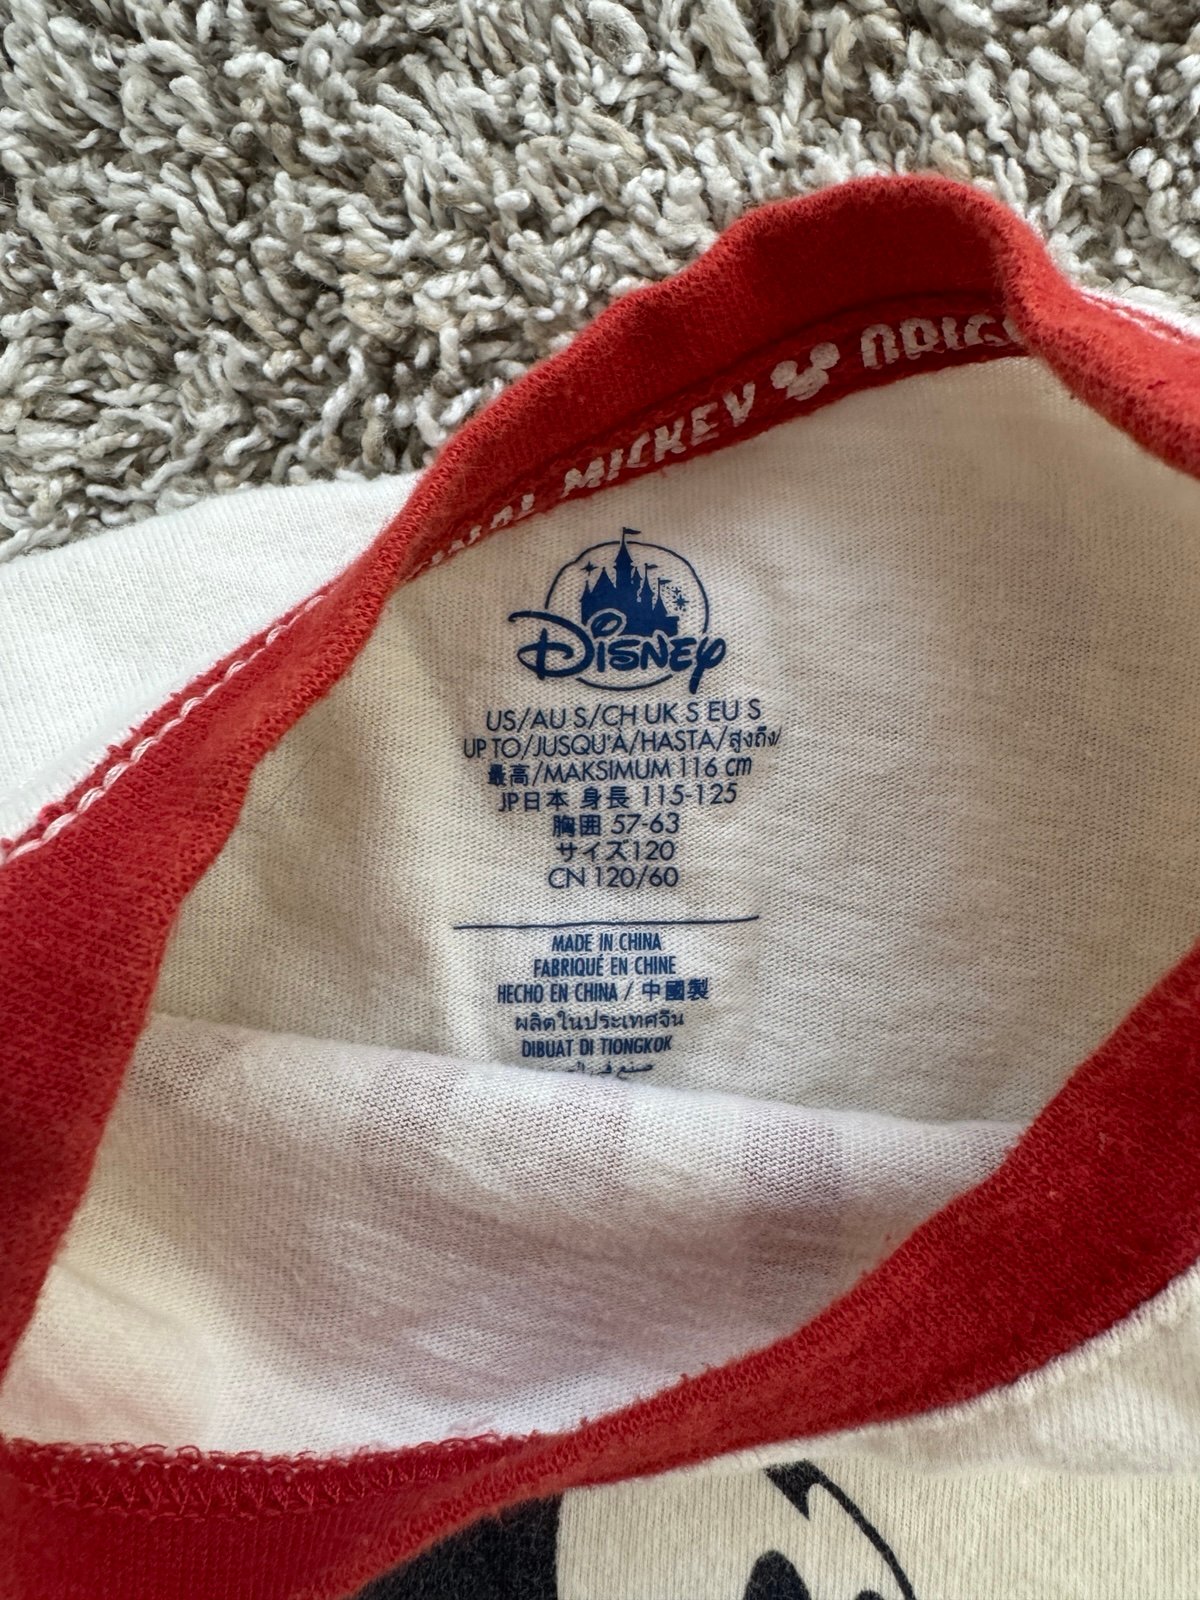 MICKEY
DISNEY
US/AU S/CH UK S EU S
UP TO/JUSQU'À/HASTA/สูงถึง/
最高/MAKSIMUM 116 cm
JP日本 身長 115-125
胸囲 57-63
サイズ120
CN 120/60
MADE IN CHINA
FABRIQUÉ EN CHINE
HECHO EN CHINA / 中國製
ผลิตในประเทศจีน
DIBUAT DI TIONGKOK